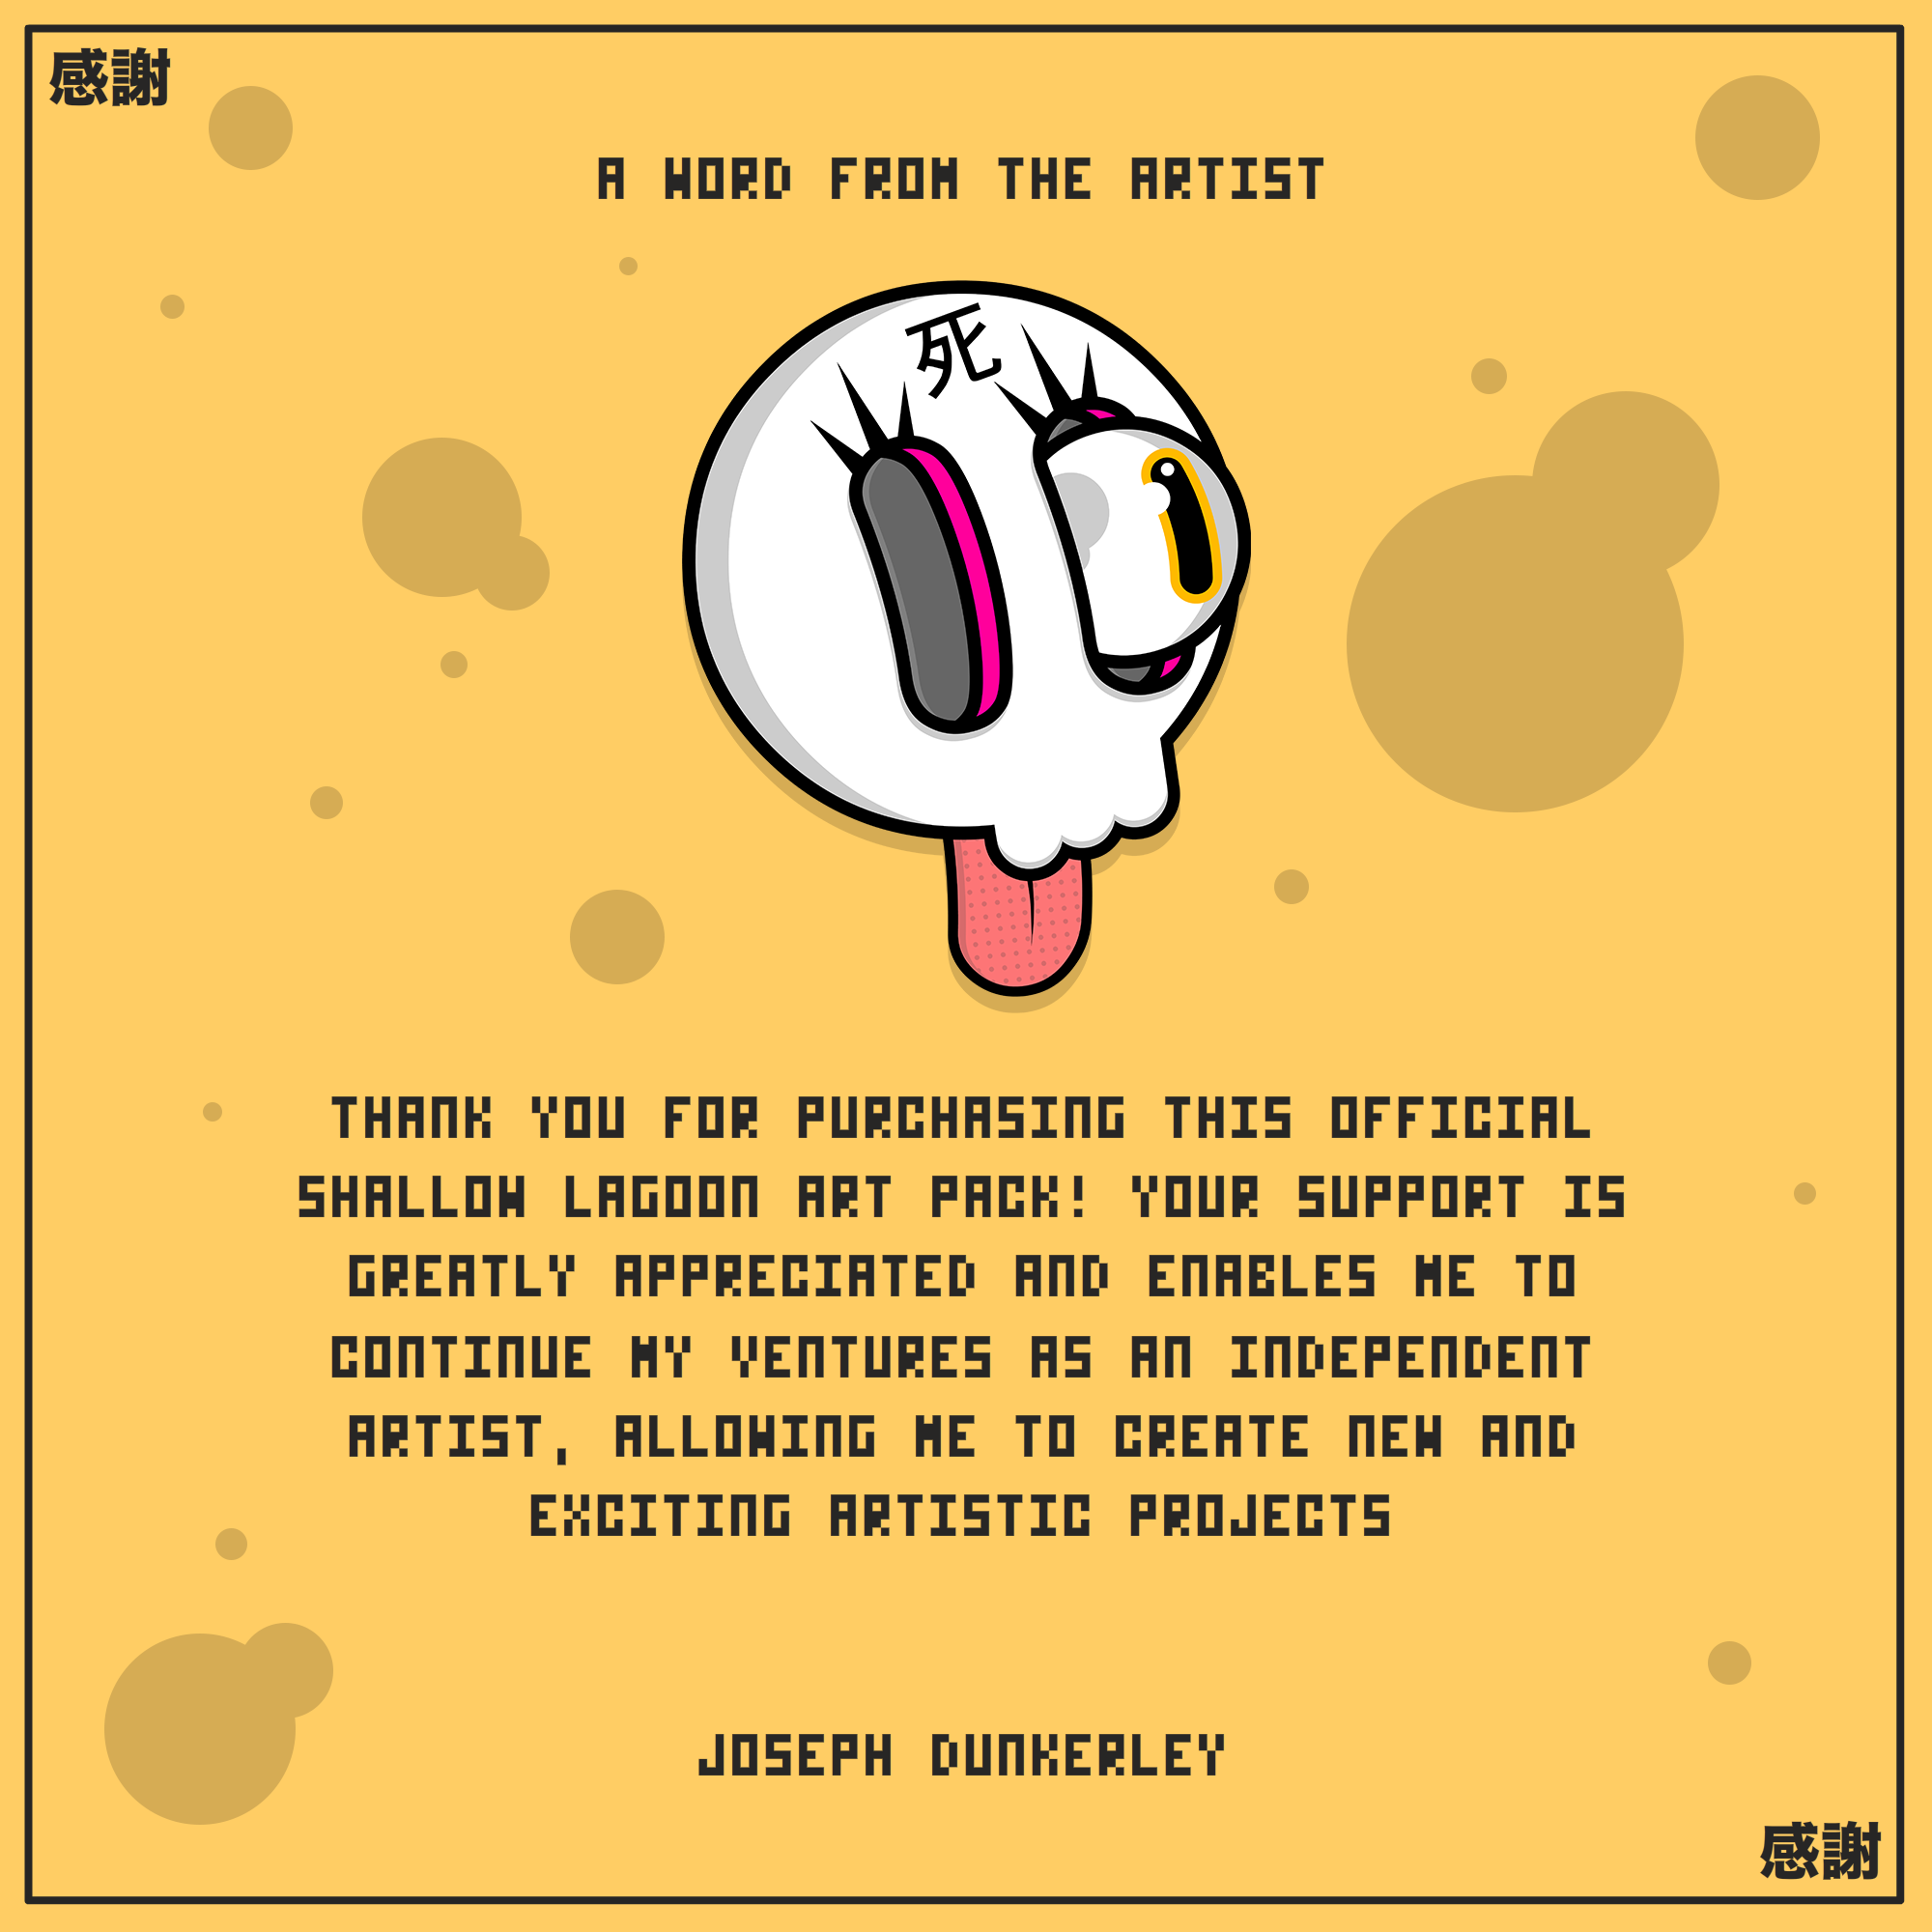 感謝
A WORD FROM THE ARTIST
死
THANK YOU FOR PURCHASING THIS OFFICIAL
SHALLOW LAGOON ART PACK! YOUR SUPPORT IS
GREATLY APPRECIATED AND ENABLES ME TO
CONTINUE MY VENTURES AS AN INDEPENDENT
ARTIST, ALLOWING ME TO CREATE NEW AND
EXCITING ARTISTIC PROJECTS
JOSEPH DUNKERLEY
感謝